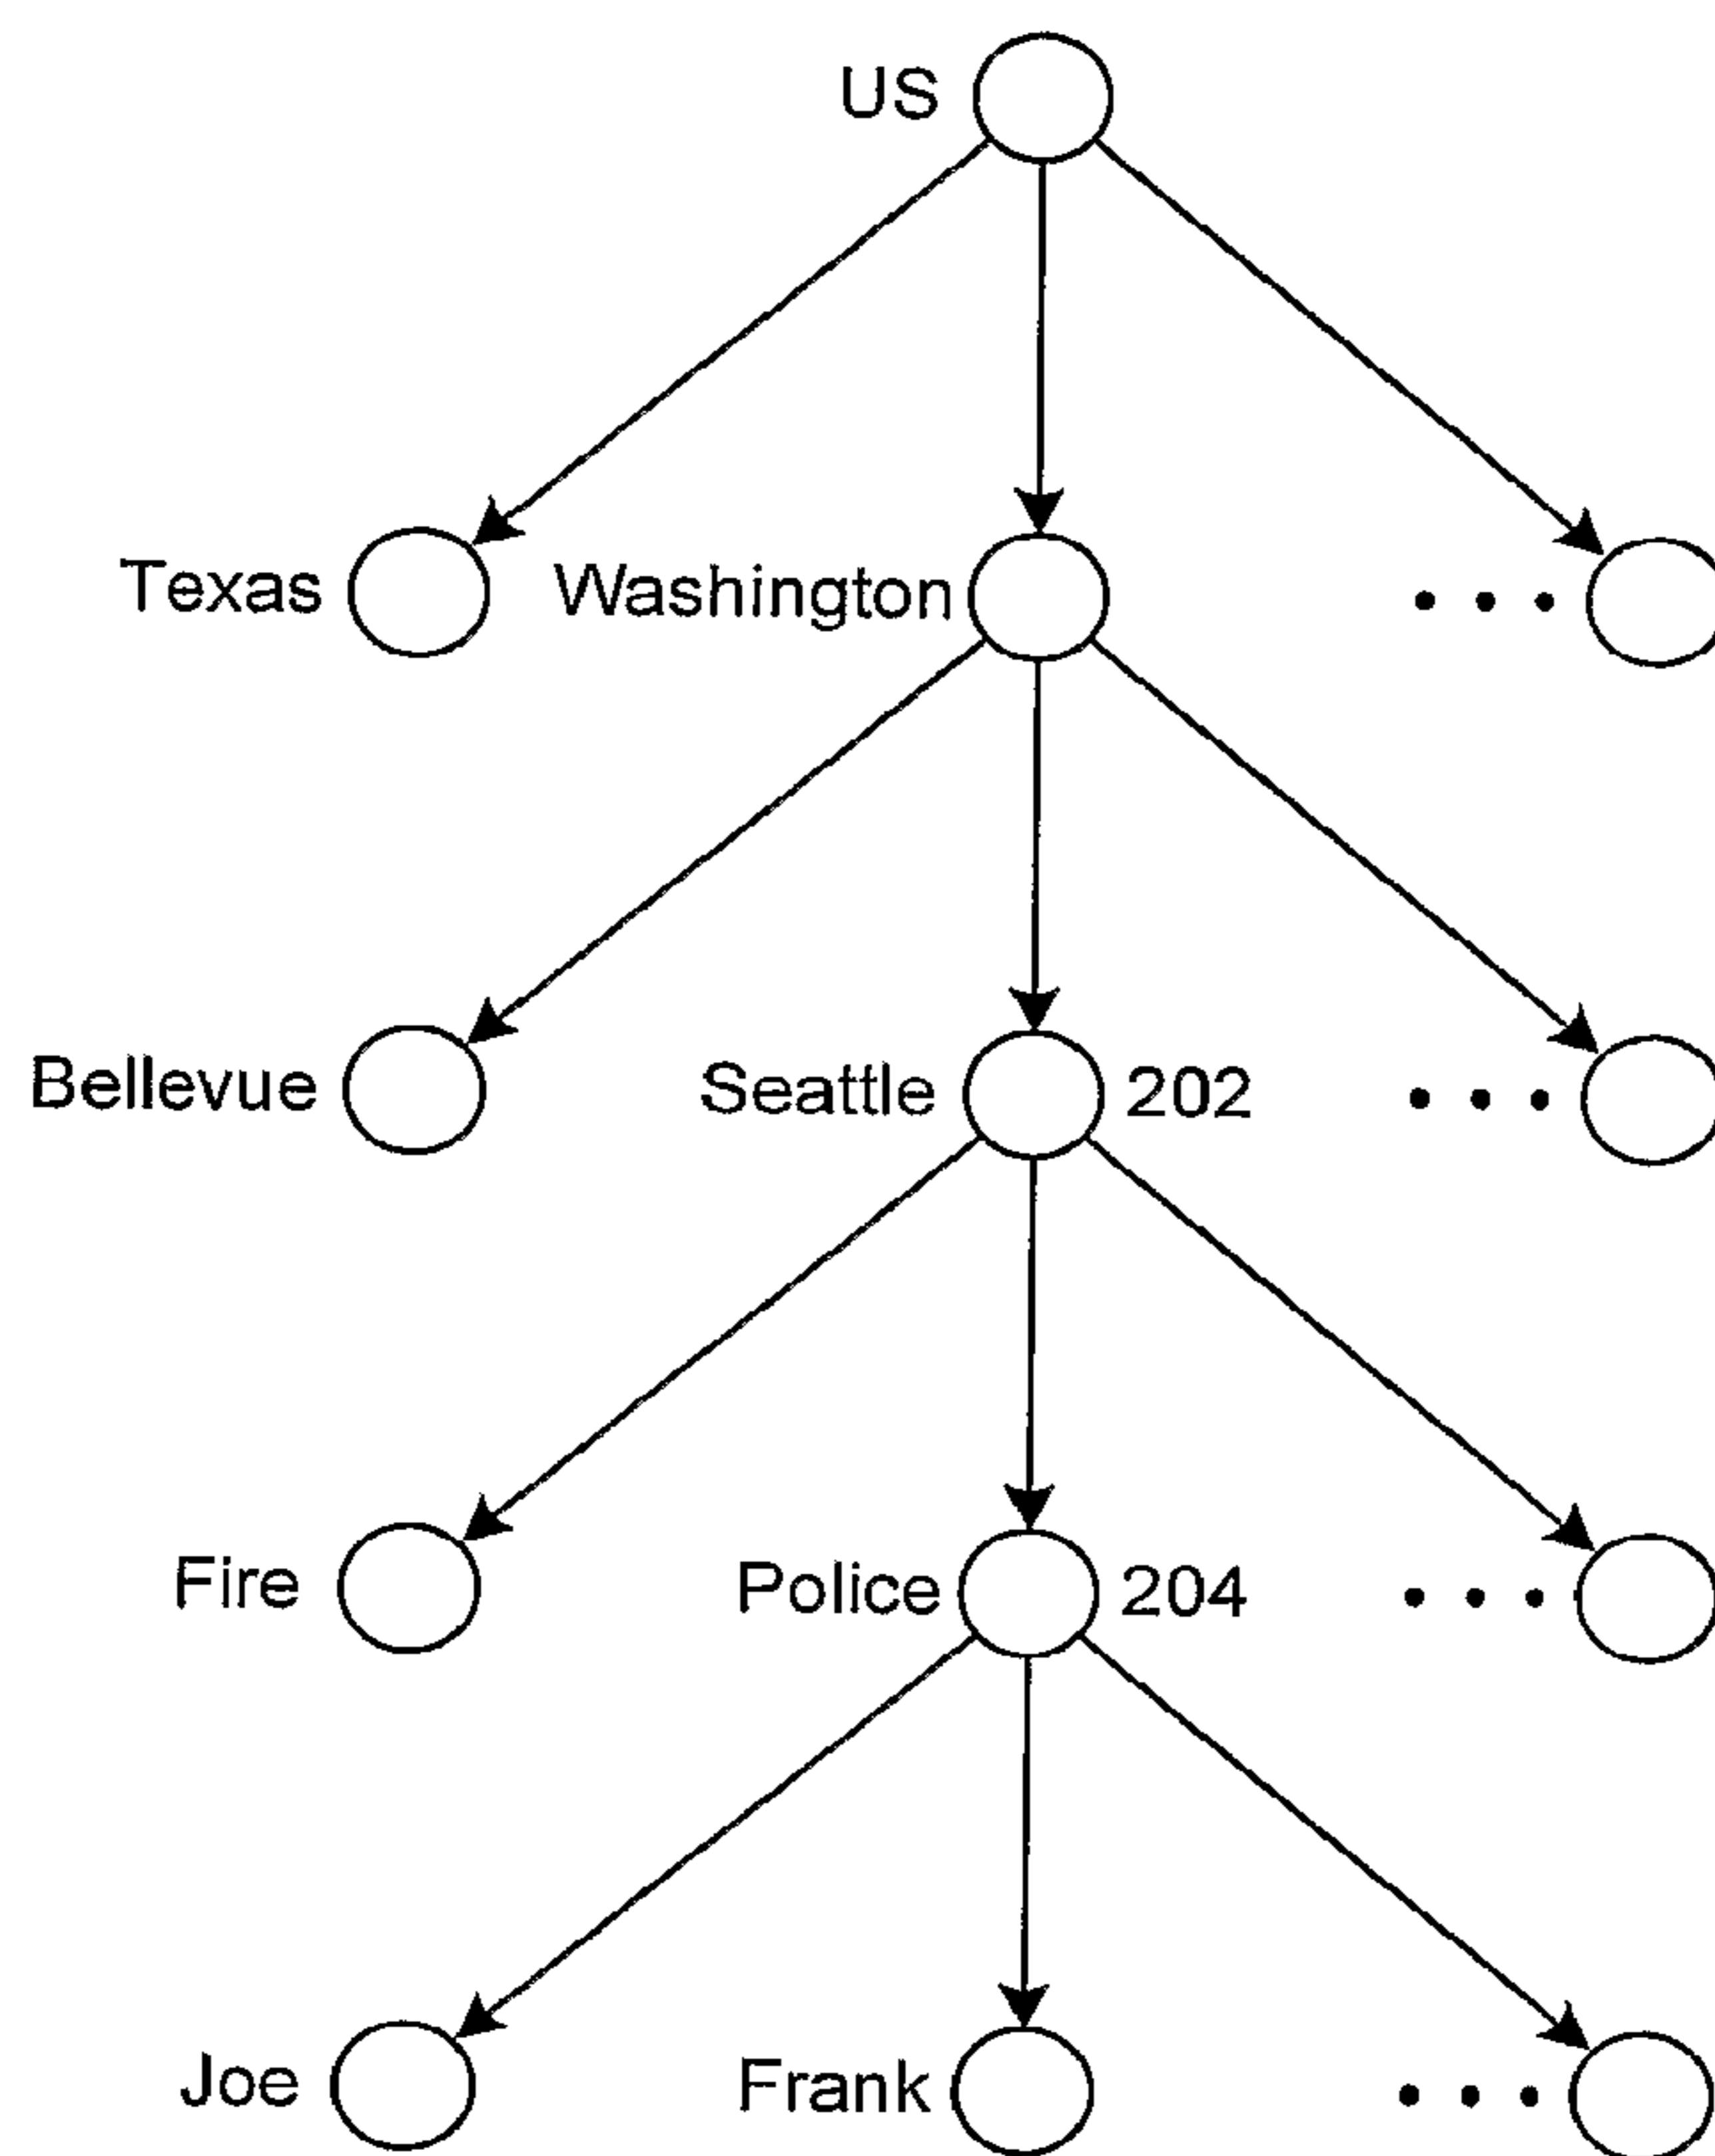 US
Texas Washington . . .
Bellevue Seattle 202 . . .
Fire Police 204 . . .
Joe Frank . . .